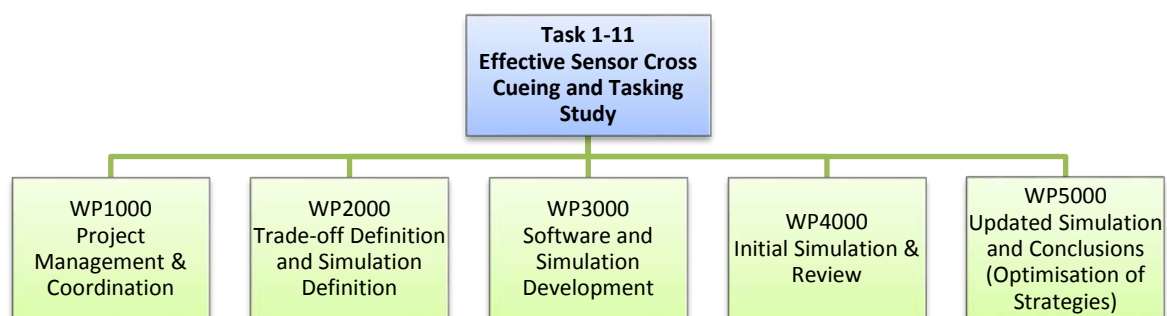 Task 1-11
Effective Sensor Cross
Cueing and Tasking
Study
WP1000
Project
Management &
Coordination
WP2000
Trade-off Definition
and Simulation
Definition
WP3000
Software and
Simulation
Development
WP4000
Initial Simulation &
Review
WP5000
Updated Simulation
and Conclusions
(Optimisation of
Strategies)